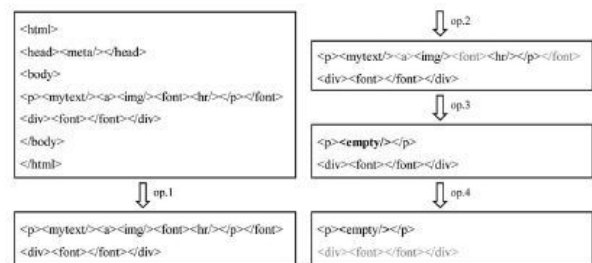 <html>
<head><meta/></head>
<body>
<p><mytext/><a><img/><font><hr/></p></font>
<div><font></font></div>
</body>
</html>
op.1
<p><mytext/><a><img/><font><hr/></p></font>
<div><font></font></div>
op.2
<p><mytext/><a><img/><font><hr/></p></font>
<div><font></font></div>
op.3
<p><empty/></p>
<div><font></font></div>
op.4
<p><empty/></p>
<div><font></font></div>